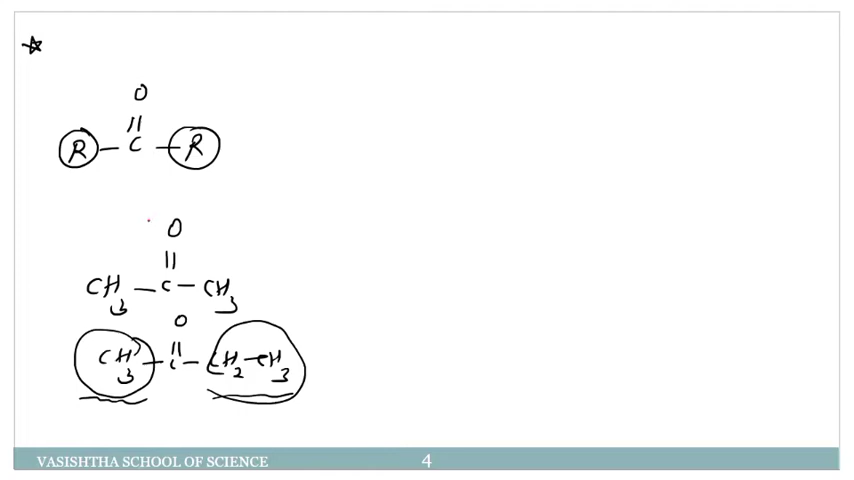 O
||
R — C — R
O
||
CH3 — C — CH3
O
||
CH3 — C — CH2 — CH3
VASISHTHA SCHOOL OF SCIENCE 4